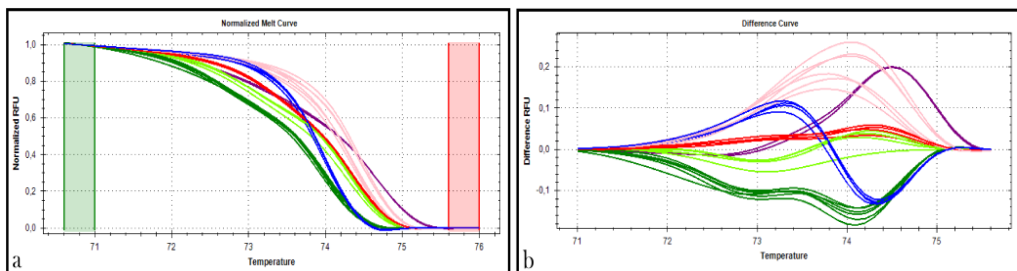 Normalized Melt Curve
Normalized RFU
1,0
0,8
0,6
0,4
0,2
0,0
71
72
73
74
75
76
Temperature
a
Difference Curve
Difference RFU
0,2
0,1
0,0
-0,1
71
72
73
74
75
Temperature
b